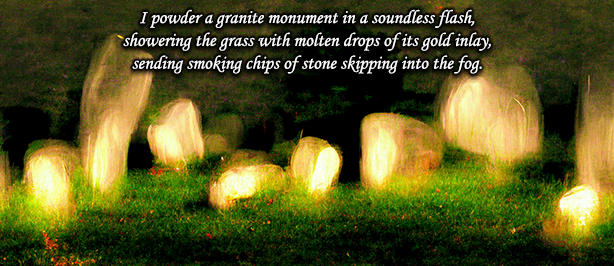 I powder a granite monument in a soundless flash,
showering the grass with molten drops of its gold inlay,
sending smoking chips of stone skipping into the fog.